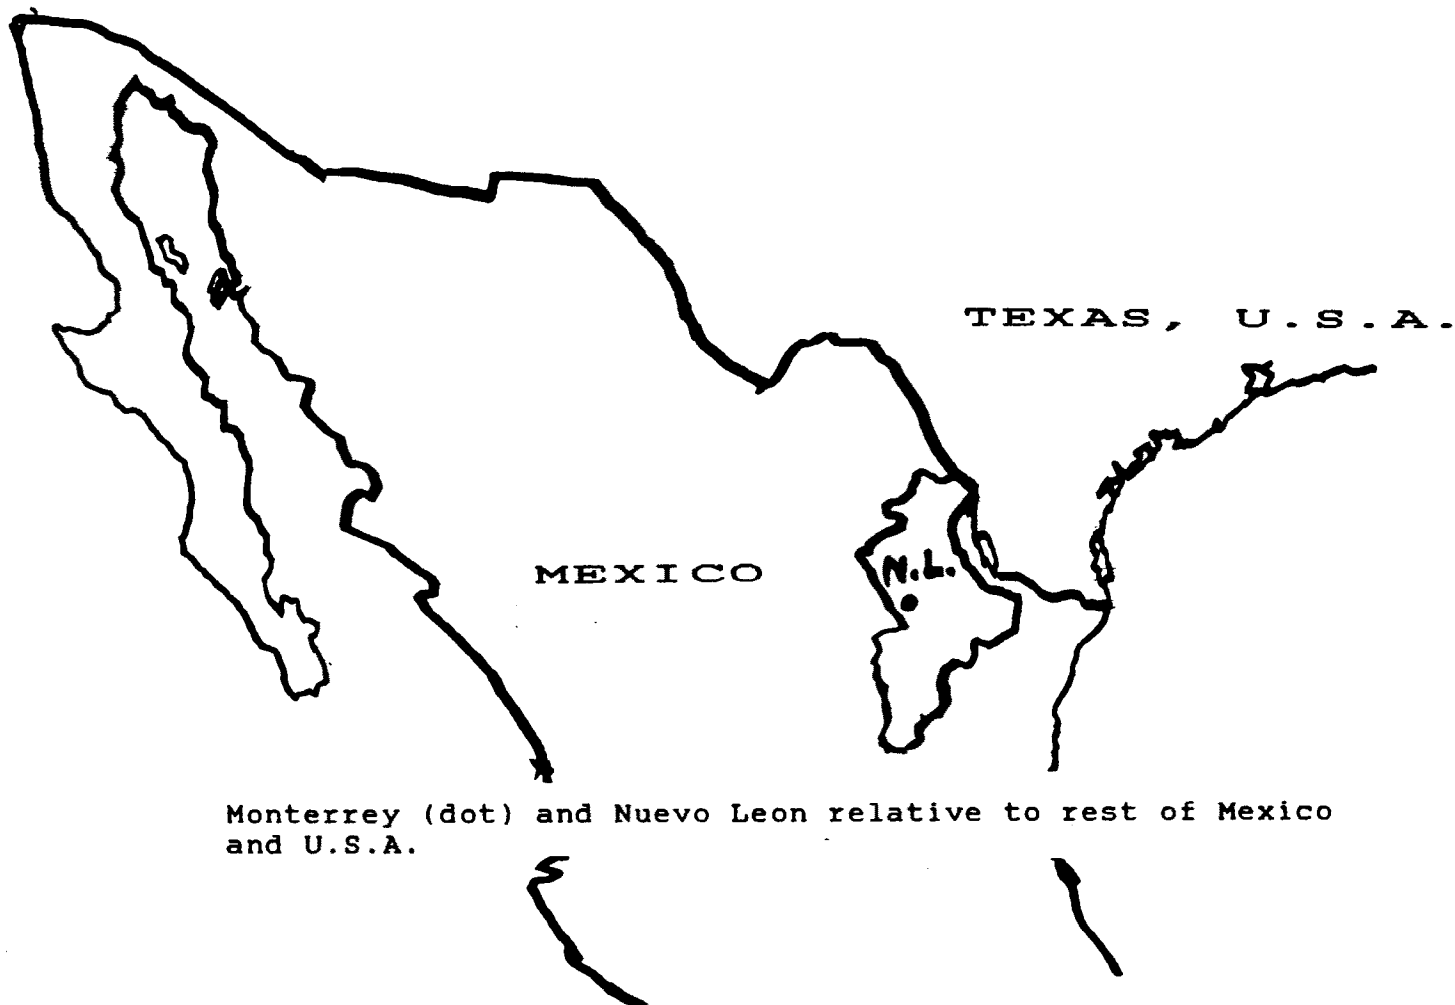 TEXAS, U.S.A.
MEXICO
N.L.
Monterrey (dot) and Nuevo Leon relative to rest of Mexico
and U.S.A.